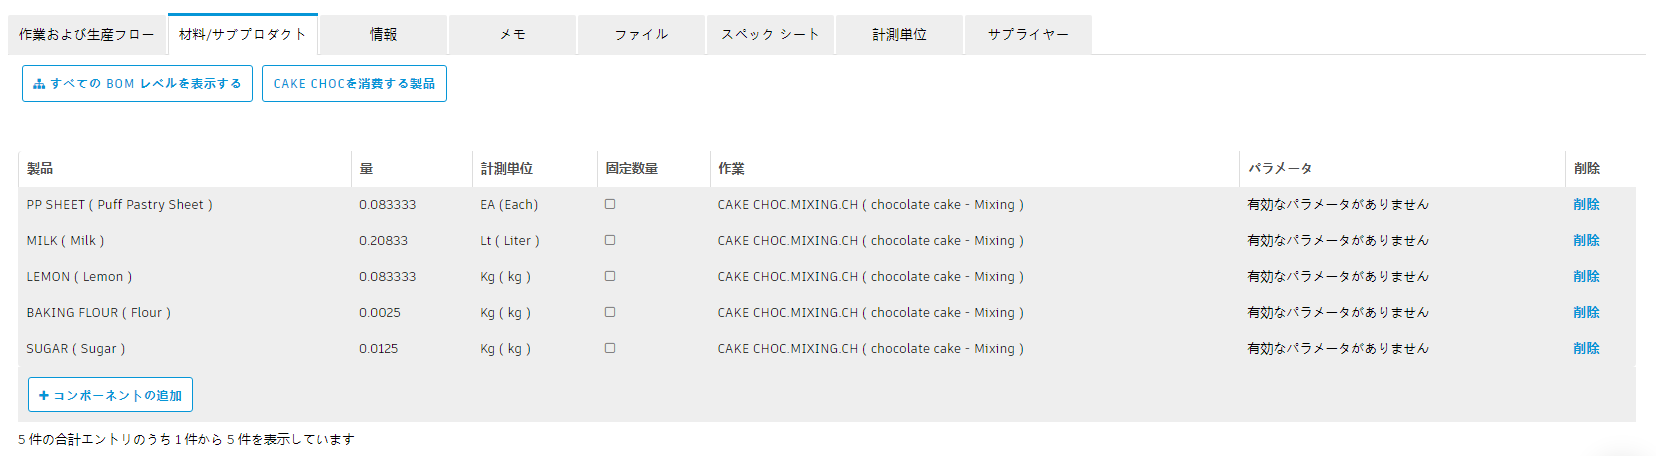 作業および生産フロー 材料/サブプロダクト 情報 メモ ファイル スペック シート 計測単位 サプライヤー
すべての BOM レベルを表示する CAKE CHOCを消費する製品
製品 量 計測単位 固定数量 作業 パラメータ 削除
PP SHEET ( Puff Pastry Sheet ) 0.083333 EA (Each) CAKE CHOC.MIXING.CH ( chocolate cake - Mixing ) 有効なパラメータがありません 削除
MILK ( Milk ) 0.20833 Lt ( Liter ) CAKE CHOC.MIXING.CH ( chocolate cake - Mixing ) 有効なパラメータがありません 削除
LEMON ( Lemon ) 0.083333 Kg ( kg ) CAKE CHOC.MIXING.CH ( chocolate cake - Mixing ) 有効なパラメータがありません 削除
BAKING FLOUR ( Flour ) 0.0025 Kg ( kg ) CAKE CHOC.MIXING.CH ( chocolate cake - Mixing ) 有効なパラメータがありません 削除
SUGAR ( Sugar ) 0.0125 Kg ( kg ) CAKE CHOC.MIXING.CH ( chocolate cake - Mixing ) 有効なパラメータがありません 削除
+ コンポーネントの追加
5 件の合計エントリのうち 1 件から 5 件を表示しています